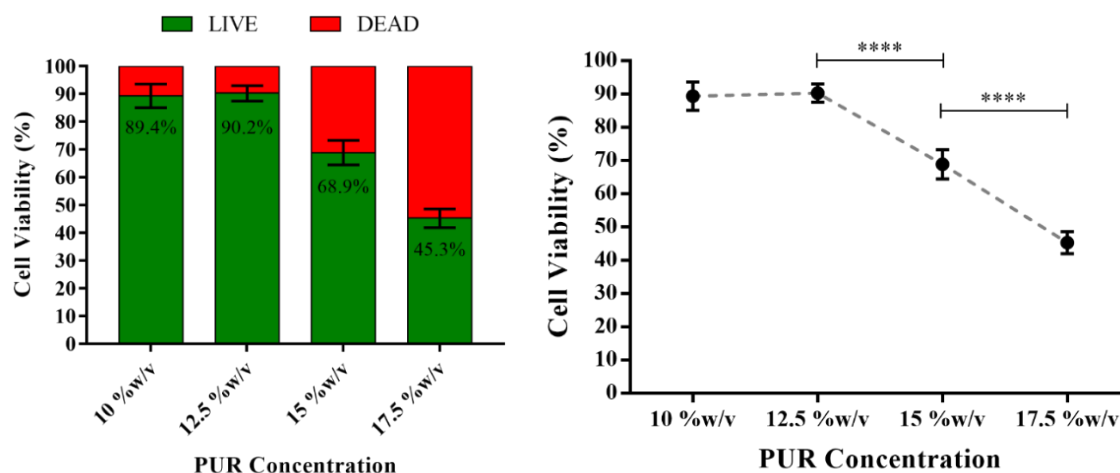 LIVE DEAD
Cell Viability (%)
100
90
80
70
60
50
40
30
20
10
0
89.4%
90.2%
68.9%
45.3%
10 %w/v
12.5 %w/v
15 %w/v
17.5 %w/v
PUR Concentration
Cell Viability (%)
100
90
80
70
60
50
40
30
20
10
0
****
****
10 %w/v 12.5 %w/v 15 %w/v 17.5 %w/v
PUR Concentration